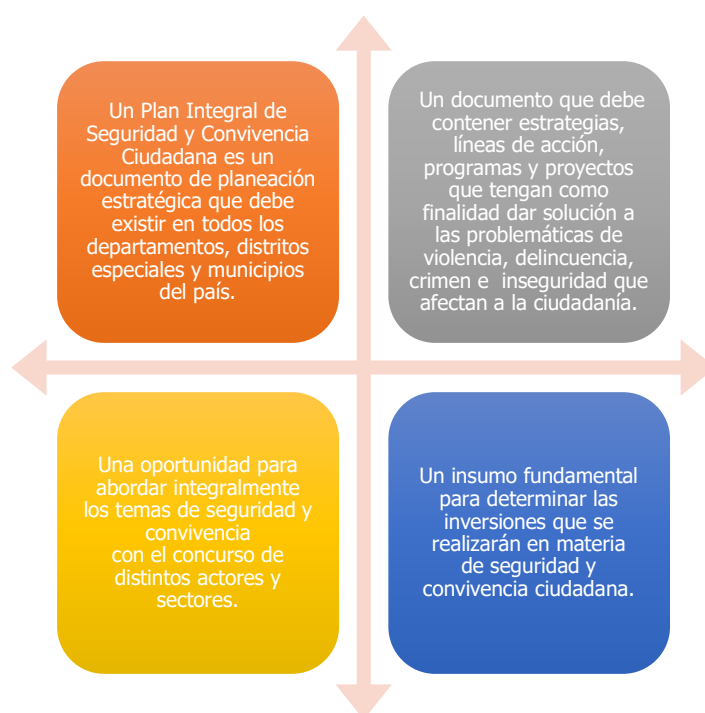 Un Plan Integral de
Seguridad y Convivencia
Ciudadana es un
documento de planeación
estratégica que debe
existir en todos los
departamentos, distritos
especiales y municipios
del país.
Un documento que debe
contener estrategias,
líneas de acción,
programas y proyectos
que tengan como
finalidad dar solución a
las problemáticas de
violencia, delincuencia,
crimen e inseguridad que
afectan a la ciudadanía.
Una oportunidad para
abordar integralmente
los temas de seguridad y
convivencia
con el concurso de
distintos actores y
sectores.
Un insumo fundamental
para determinar las
inversiones que se
realizarán en materia
de seguridad y
convivencia ciudadana.